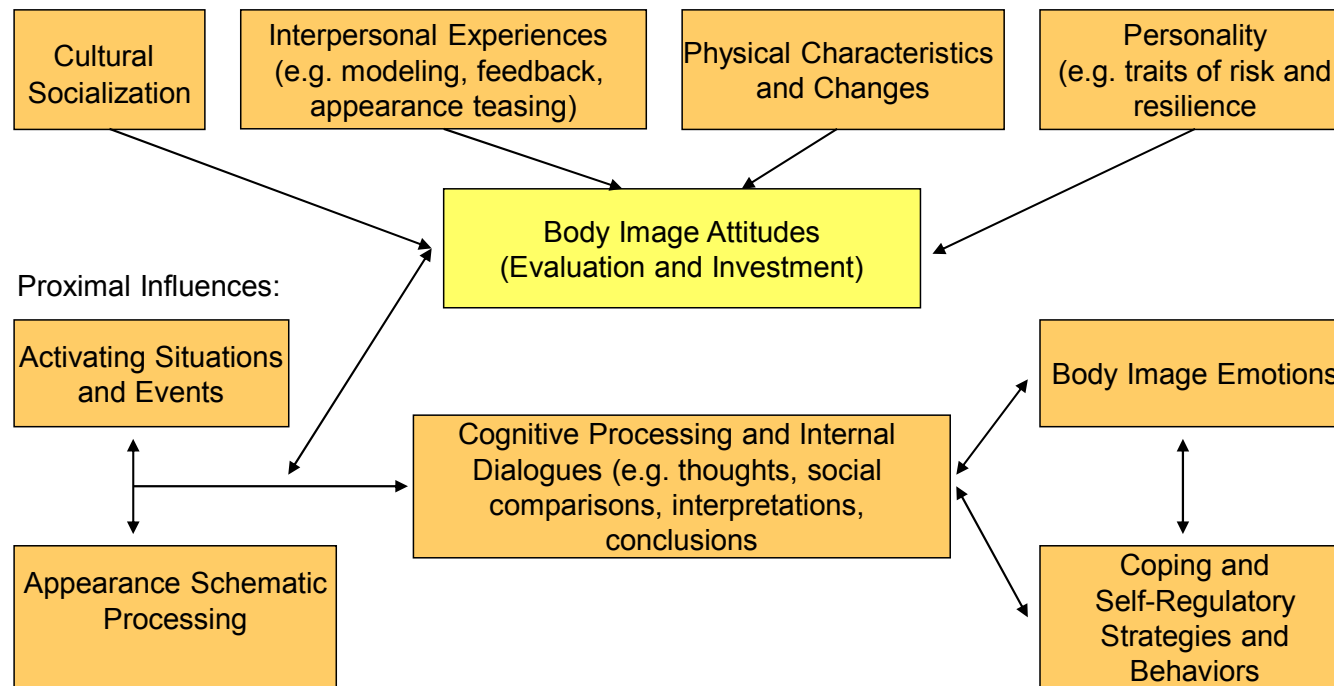 Cultural
Socialization
Interpersonal Experiences
(e.g. modeling, feedback,
appearance teasing)
Physical Characteristics
and Changes
Personality
(e.g. traits of risk and
resilience
Body Image Attitudes
(Evaluation and Investment)
Proximal Influences:
Activating Situations
and Events
Body Image Emotions
Cognitive Processing and Internal
Dialogues (e.g. thoughts, social
comparisons, interpretations,
conclusions
Appearance Schematic
Processing
Coping and
Self-Regulatory
Strategies and
Behaviors